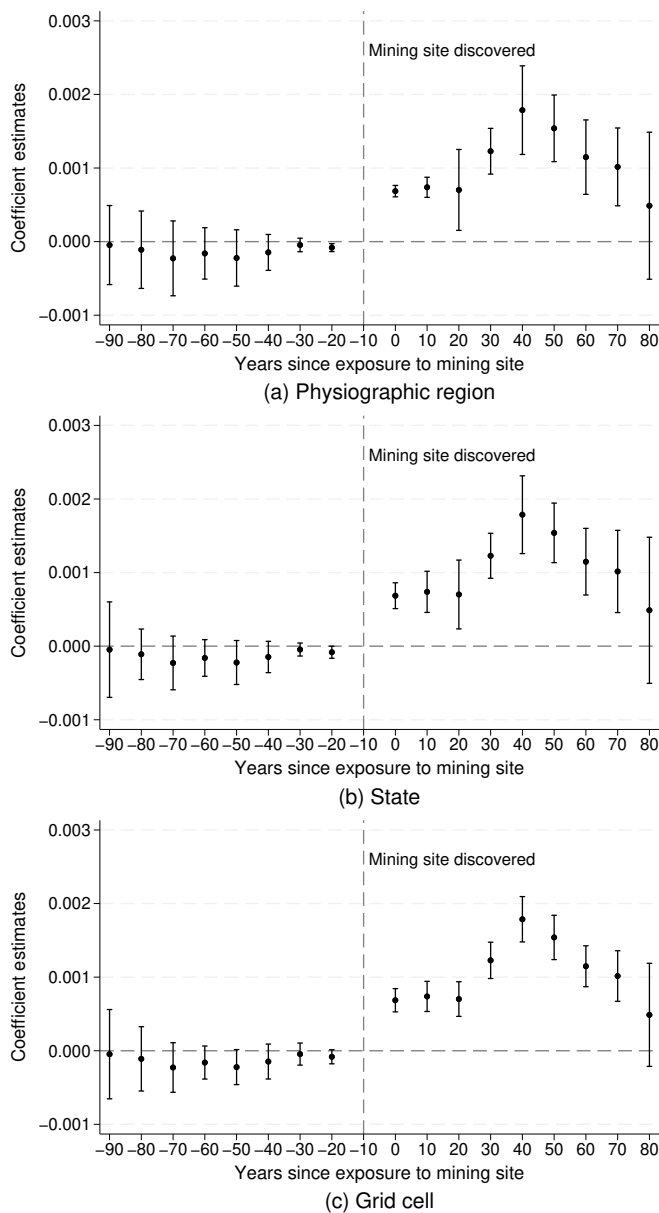 0.003
Mining site discovered
0.002
0.001
0.000
−0.001
Coefficient estimates
−90 −80 −70 −60 −50 −40 −30 −20 −10 0 10 20 30 40 50 60 70 80
Years since exposure to mining site
(a) Physiographic region
0.003
Mining site discovered
0.002
0.001
0.000
−0.001
Coefficient estimates
−90 −80 −70 −60 −50 −40 −30 −20 −10 0 10 20 30 40 50 60 70 80
Years since exposure to mining site
(b) State
0.003
Mining site discovered
0.002
0.001
0.000
−0.001
Coefficient estimates
−90 −80 −70 −60 −50 −40 −30 −20 −10 0 10 20 30 40 50 60 70 80
Years since exposure to mining site
(c) Grid cell